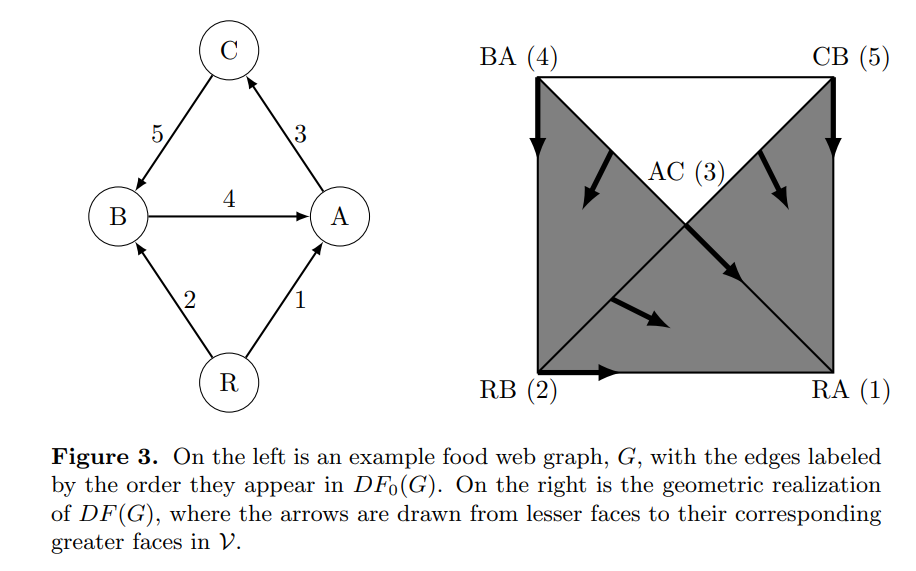 C
BA (4)
CB (5)
5
3
AC (3)
B
4
A
2
1
R
RB (2)
RA (1)
Figure 3. On the left is an example food web graph, G, with the edges labeled
by the order they appear in DF₀(G). On the right is the geometric realization
of DF(G), where the arrows are drawn from lesser faces to their corresponding
greater faces in 𝒱.